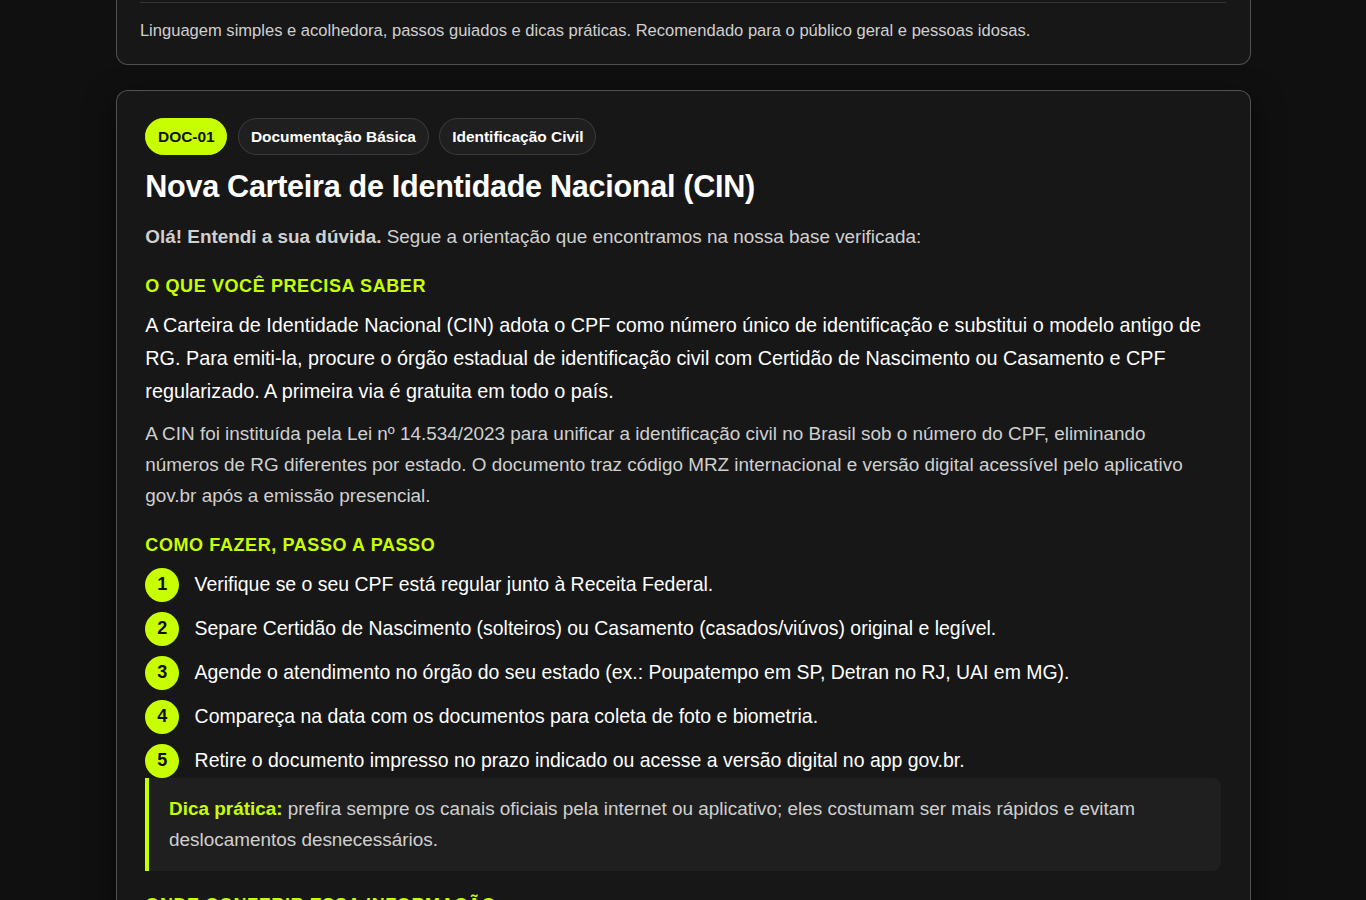 Linguagem simples e acolhedora, passos guiados e dicas práticas. Recomendado para o público geral e pessoas idosas.
DOC-01 Documentação Básica Identificação Civil
Nova Carteira de Identidade Nacional (CIN)
Olá! Entendi a sua dúvida. Segue a orientação que encontramos na nossa base verificada:
O QUE VOCÊ PRECISA SABER
A Carteira de Identidade Nacional (CIN) adota o CPF como número único de identificação e substitui o modelo antigo de
RG. Para emiti-la, procure o órgão estadual de identificação civil com Certidão de Nascimento ou Casamento e CPF
regularizado. A primeira via é gratuita em todo o país.
A CIN foi instituída pela Lei nº 14.534/2023 para unificar a identificação civil no Brasil sob o número do CPF, eliminando
números de RG diferentes por estado. O documento traz código MRZ internacional e versão digital acessível pelo aplicativo
gov.br após a emissão presencial.
COMO FAZER, PASSO A PASSO
1 Verifique se o seu CPF está regular junto à Receita Federal.
2 Separe Certidão de Nascimento (solteiros) ou Casamento (casados/viúvos) original e legível.
3 Agende o atendimento no órgão do seu estado (ex.: Poupatempo em SP, Detran no RJ, UAI em MG).
4 Compareça na data com os documentos para coleta de foto e biometria.
5 Retire o documento impresso no prazo indicado ou acesse a versão digital no app gov.br.
Dica prática: prefira sempre os canais oficiais pela internet ou aplicativo; eles costumam ser mais rápidos e evitam
deslocamentos desnecessários.